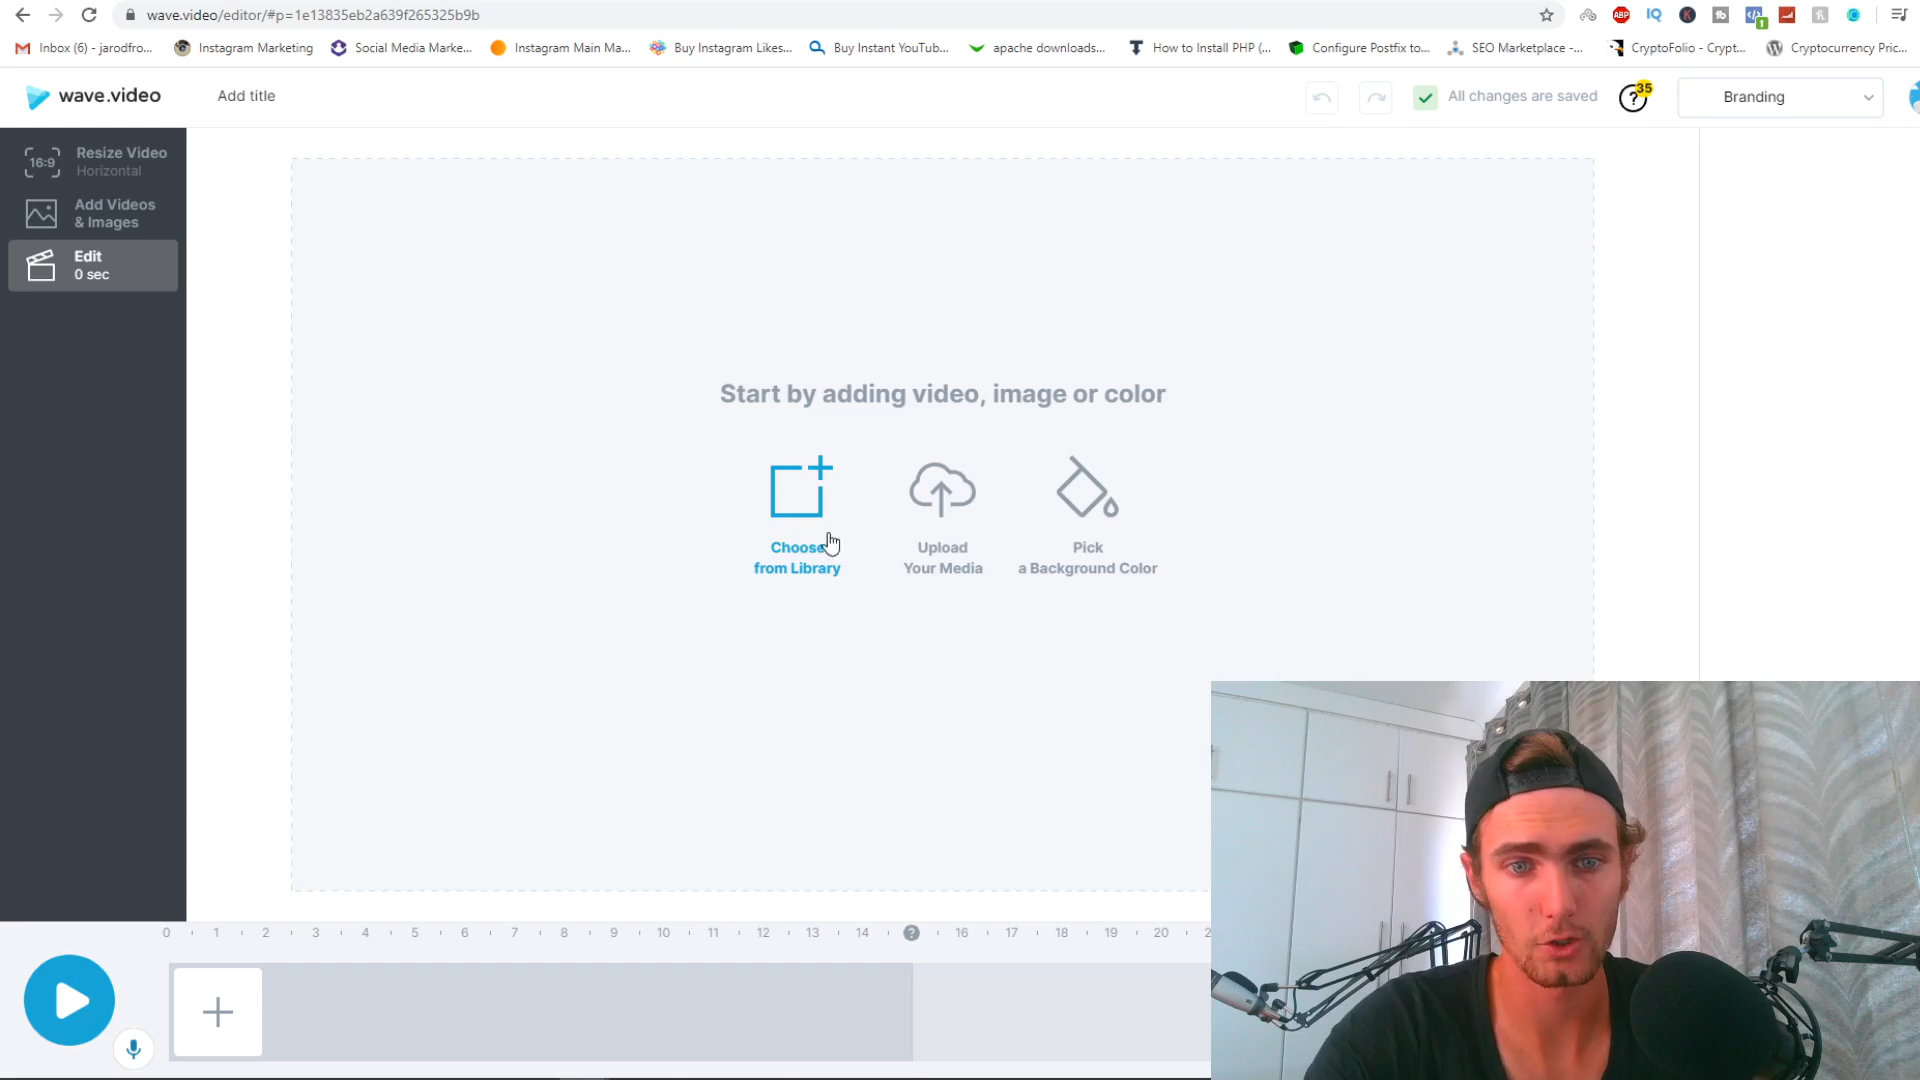 wave.video/editor/#p=1e13835eb2a639f265325b9b
ABP
IQ
1
Inbox (6) - jarodfro...
Instagram Marketing
Social Media Marke...
Instagram Main Ma...
Buy Instagram Likes...
Buy Instant YouTub...
apache downloads...
How to Install PHP (...
Configure Postfix to...
SEO Marketplace -...
CryptoFolio - Crypt...
Cryptocurrency Pric...
wave.video
Add title
All changes are saved
?
35
Branding
16:9
Resize Video
Horizontal
Add Videos
& Images
Edit
0 sec
Start by adding video, image or color
Choose
from Library
Upload
Your Media
Pick
a Background Color
0 1 2 3 4 5 6 7 8 9 10 11 12 13 14 ? 16 17 18 19 20 2